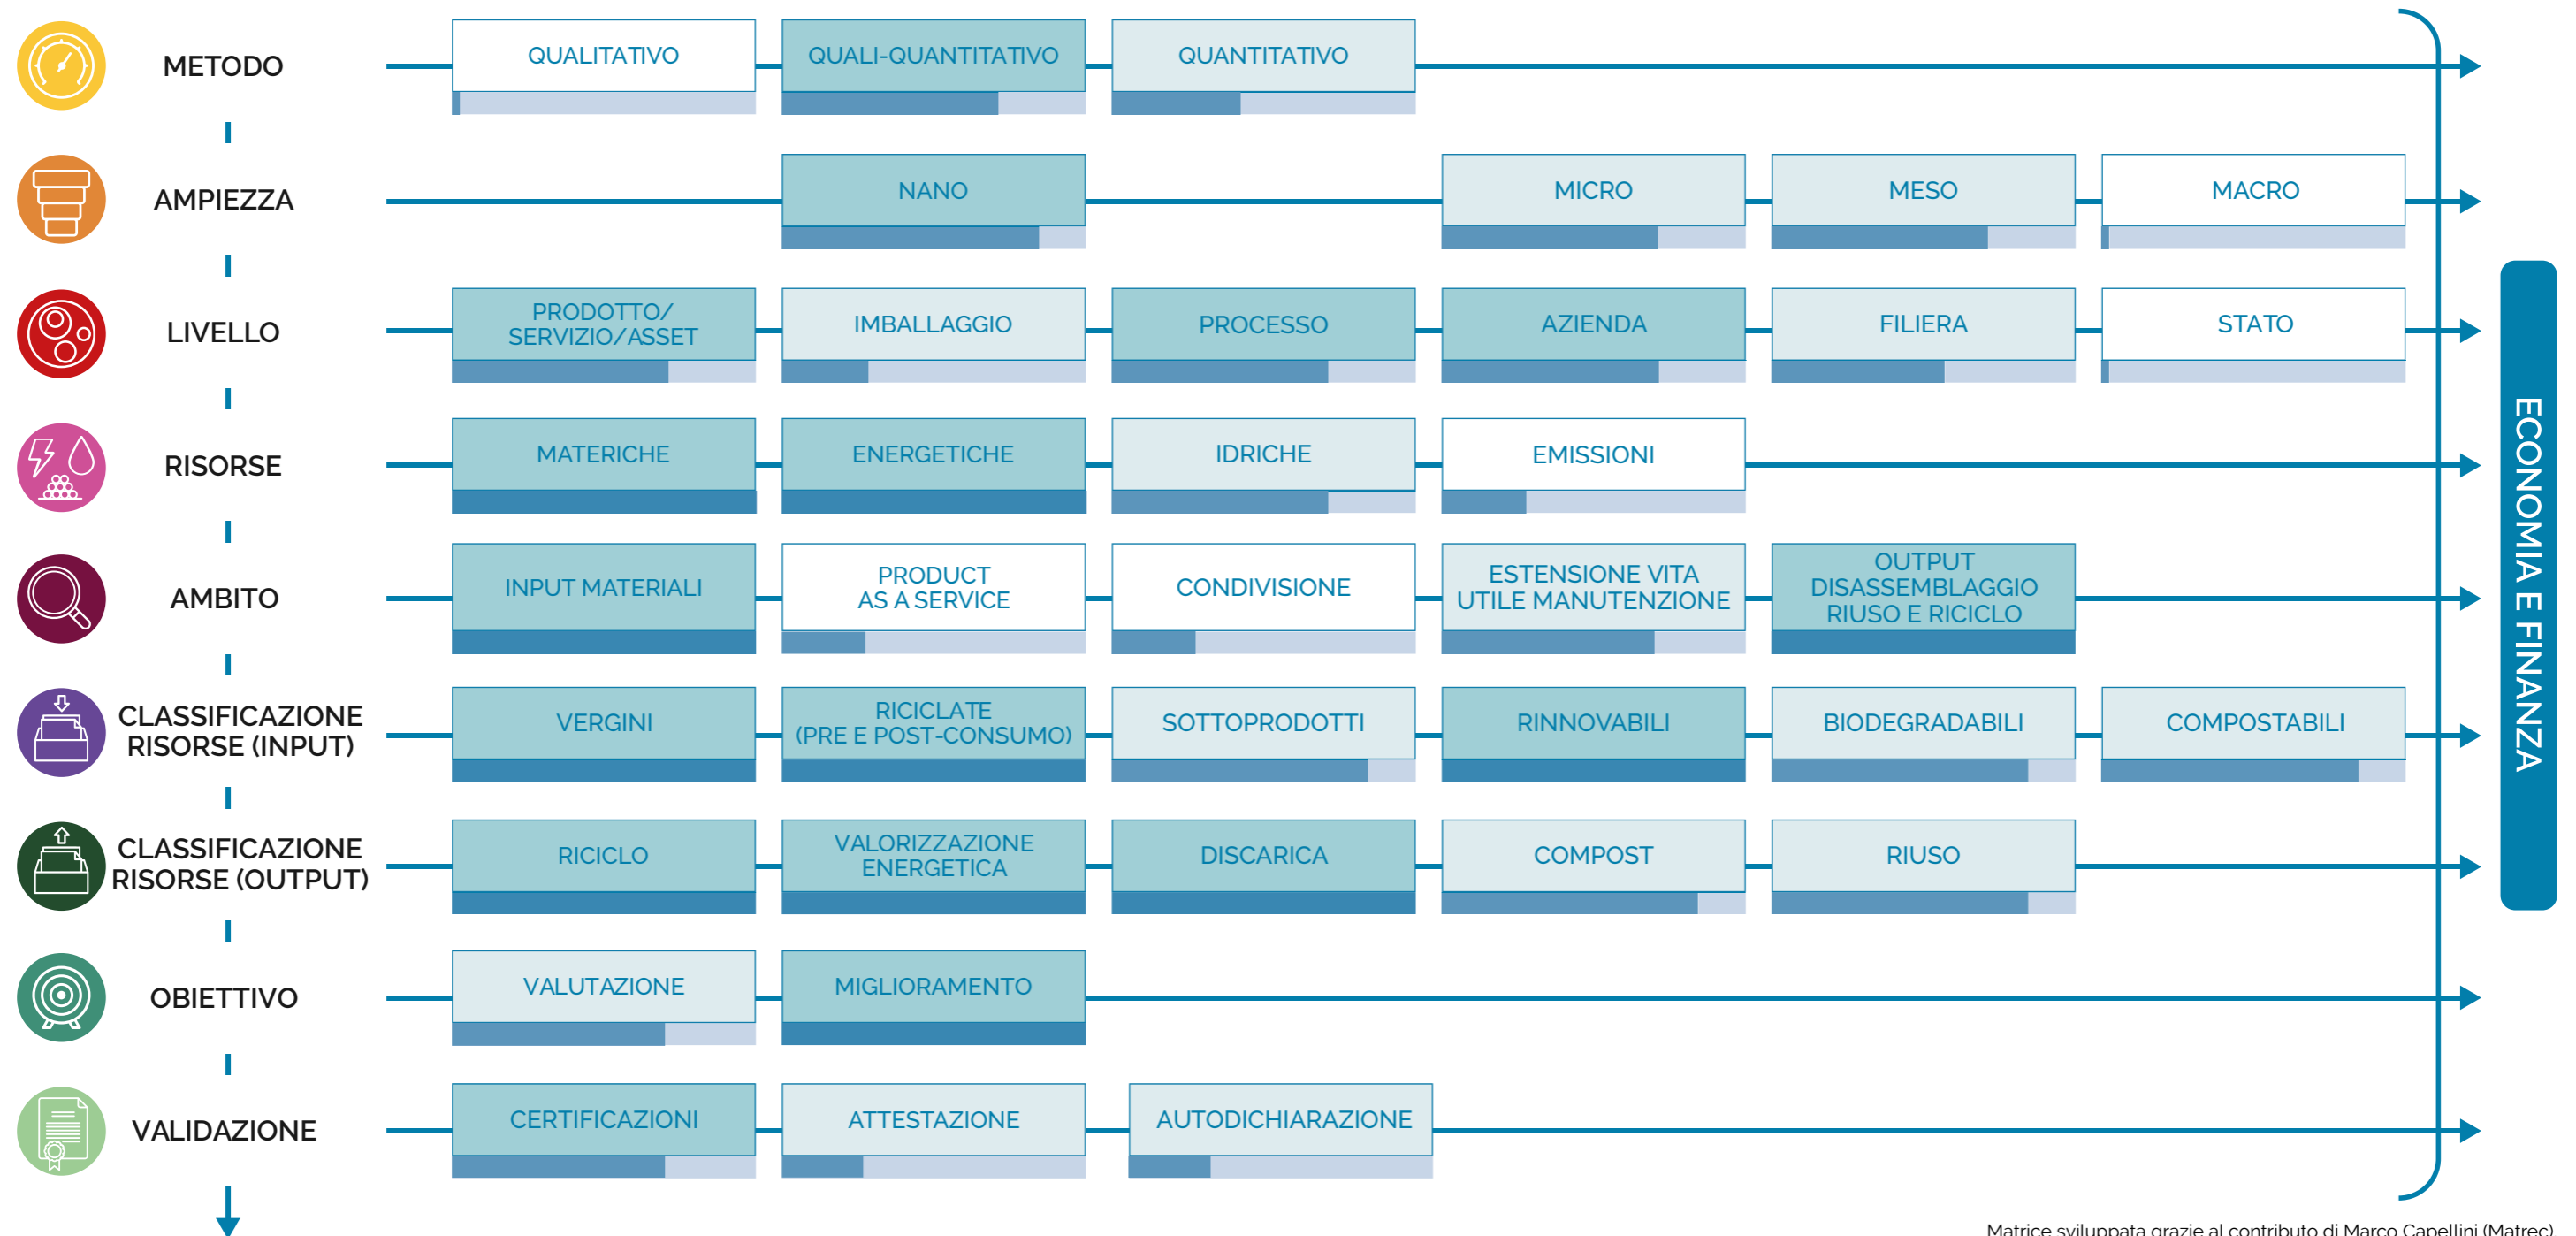 METODO
QUALITATIVO
QUALI-QUANTITATIVO
QUANTITATIVO
AMPIEZZA
NANO
MICRO
MESO
MACRO
LIVELLO
PRODOTTO/
SERVIZIO/ASSET
IMBALLAGGIO
PROCESSO
AZIENDA
FILIERA
STATO
RISORSE
MATERICHE
ENERGETICHE
IDRICHE
EMISSIONI
AMBITO
INPUT MATERIALI
PRODUCT
AS A SERVICE
CONDIVISIONE
ESTENSIONE VITA
UTILE MANUTENZIONE
OUTPUT
DISASSEMBLAGGIO
RIUSO E RICICLO
CLASSIFICAZIONE
RISORSE (INPUT)
VERGINI
RICICLATE
(PRE E POST-CONSUMO)
SOTTOPRODOTTI
RINNOVABILI
BIODEGRADABILI
COMPOSTABILI
CLASSIFICAZIONE
RISORSE (OUTPUT)
RICICLO
VALORIZZAZIONE
ENERGETICA
DISCARICA
COMPOST
RIUSO
OBIETTIVO
VALUTAZIONE
MIGLIORAMENTO
VALIDAZIONE
CERTIFICAZIONI
ATTESTAZIONE
AUTODICHIARAZIONE
ECONOMIA E FINANZA
Matrice sviluppata grazie al contributo di Marco Capellini (Matrec)